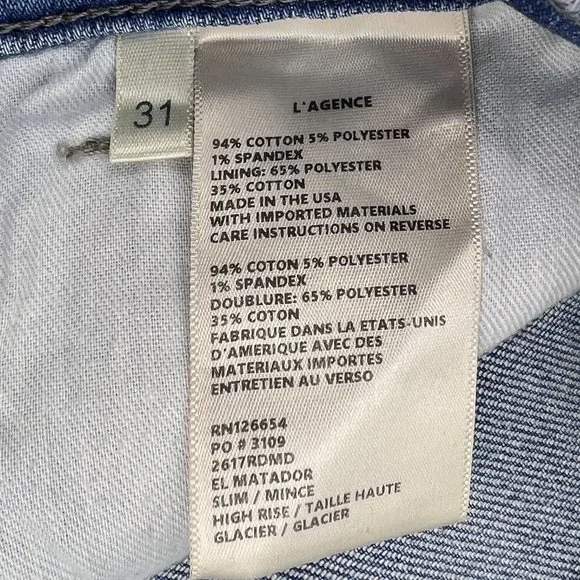 31
L'AGENCE
94% COTTON 5% POLYESTER
1% SPANDEX
LINING: 65% POLYESTER
35% COTTON
MADE IN THE USA
WITH IMPORTED MATERIALS
CARE INSTRUCTIONS ON REVERSE
94% COTON 5% POLYESTER
1% SPANDEX
DOUBLURE: 65% POLYESTER
35% COTON
FABRIQUE DANS LA ETATS-UNIS
D'AMERIQUE AVEC DES
MATERIAUX IMPORTES
ENTRETIEN AU VERSO
RN126654
PO # 3109
2617RDMD
EL MATADOR
SLIM / MINCE
HIGH RISE / TAILLE HAUTE
GLACIER / GLACIER